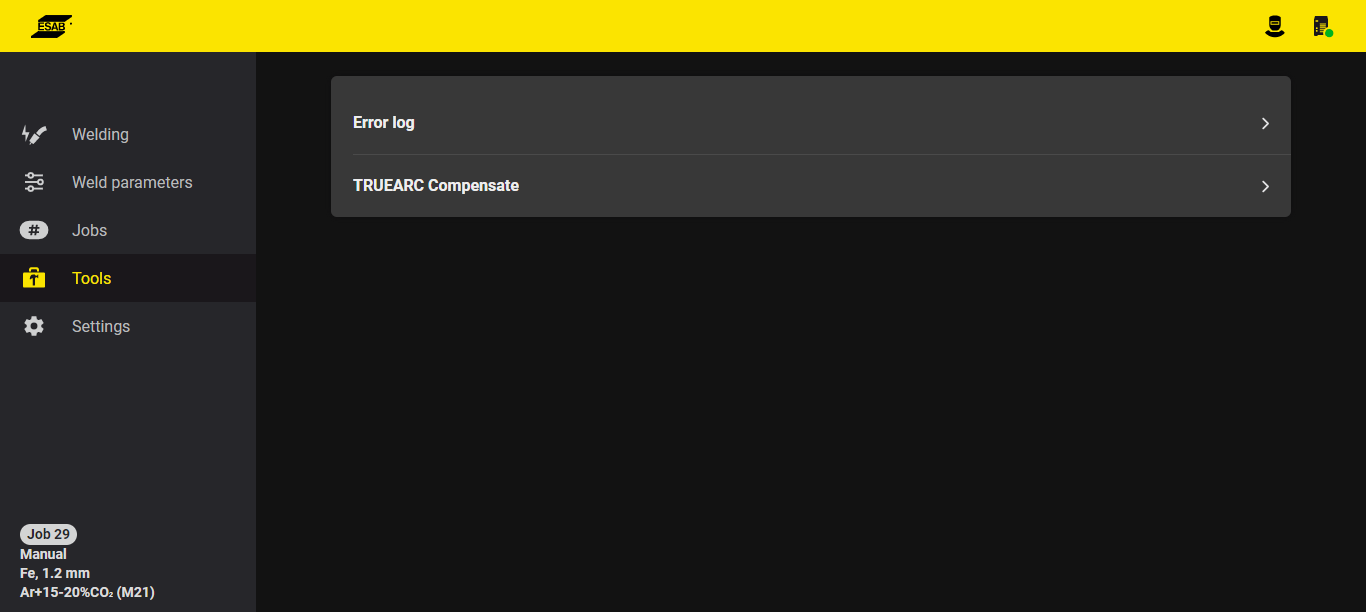 ESAB
Welding
Weld parameters
# Jobs
Tools
Settings
Error log
TRUEARC Compensate
Job 29
Manual
Fe, 1.2 mm
Ar+15-20%CO₂ (M21)